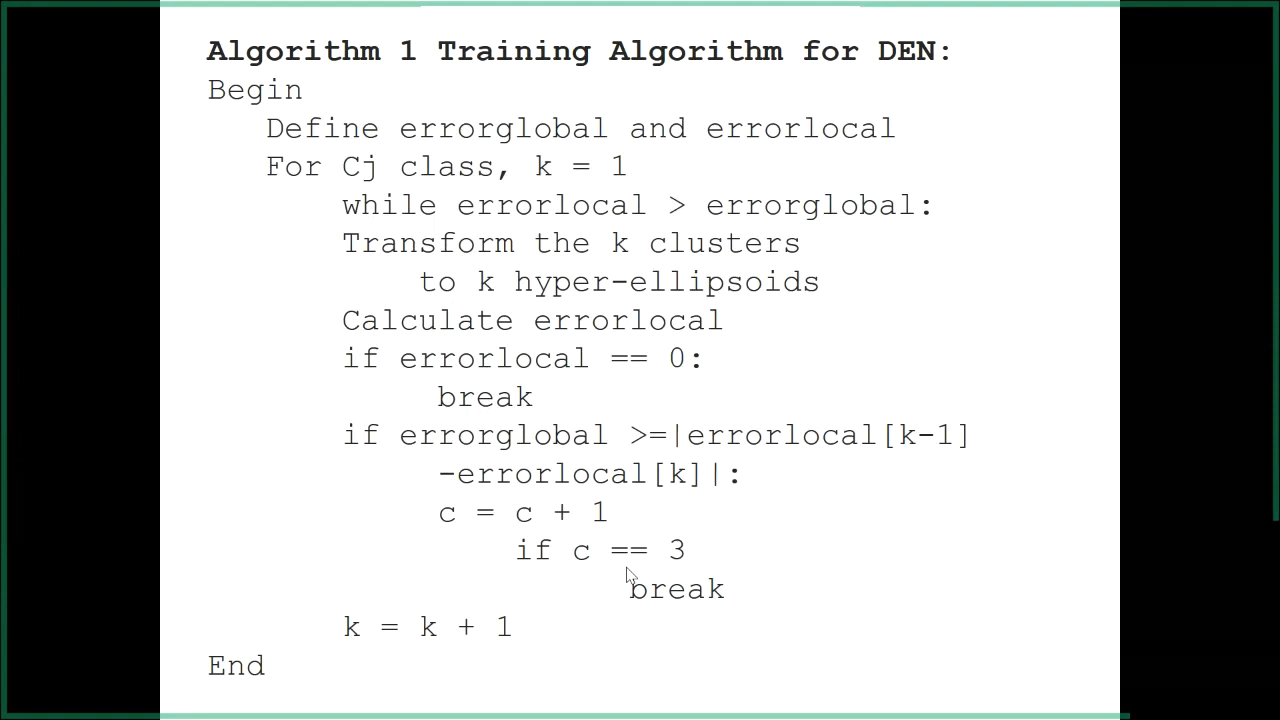 Algorithm 1 Training Algorithm for DEN:
Begin
Define errorglobal and errorlocal
For Cj class, k = 1
while errorlocal > errorglobal:
Transform the k clusters
to k hyper-ellipsoids
Calculate errorlocal
if errorlocal == 0:
break
if errorglobal >=|errorlocal[k-1]
-errorlocal[k]|:
c = c + 1
if c == 3
break
k = k + 1
End